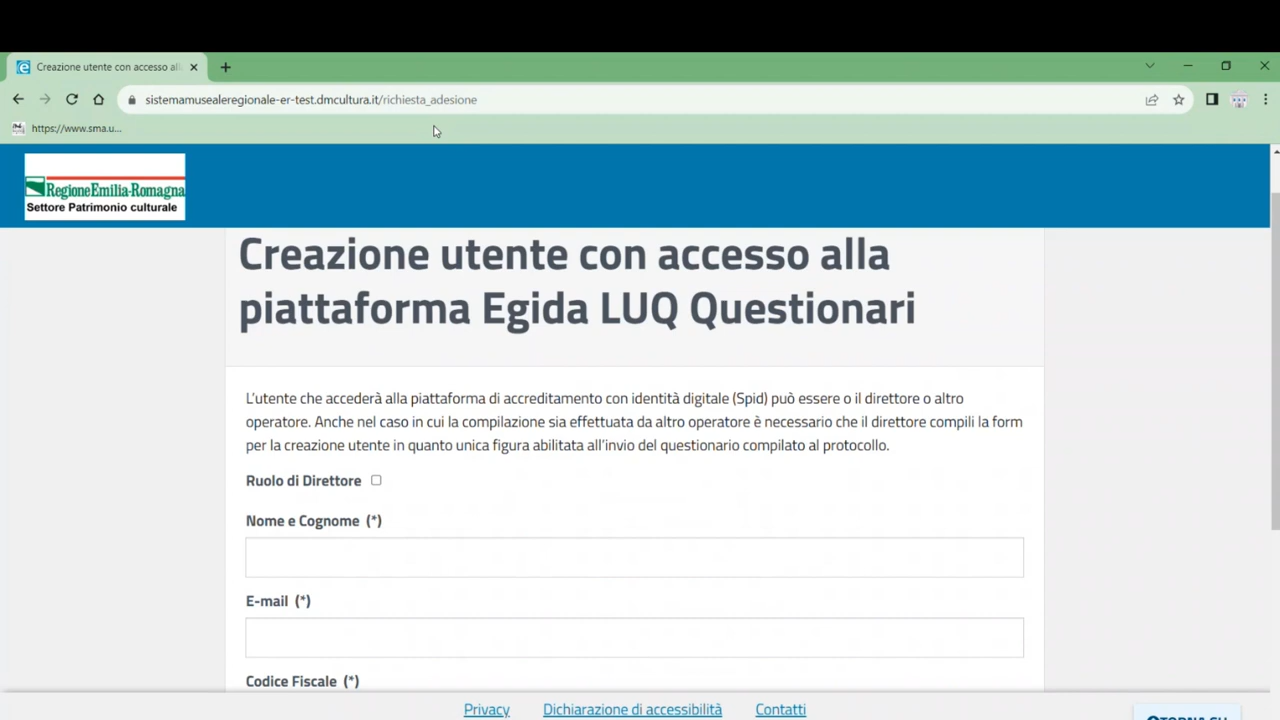 Creazione utente con accesso all
sistemamusealeregionale-er-test.dmcultura.it/richiesta_adesione
https://www.sma.u...
RegioneEmilia-Romagna
Settore Patrimonio culturale
Creazione utente con accesso alla
piattaforma Egida LUQ Questionari
L'utente che accederà alla piattaforma di accreditamento con identità digitale (Spid) può essere o il direttore o altro
operatore. Anche nel caso in cui la compilazione sia effettuata da altro operatore è necessario che il direttore compili la form
per la creazione utente in quanto unica figura abilitata all'invio del questionario compilato al protocollo.
Ruolo di Direttore
Nome e Cognome (*)
E-mail (*)
Codice Fiscale (*)
Privacy Dichiarazione di accessibilità Contatti
TORNA SU